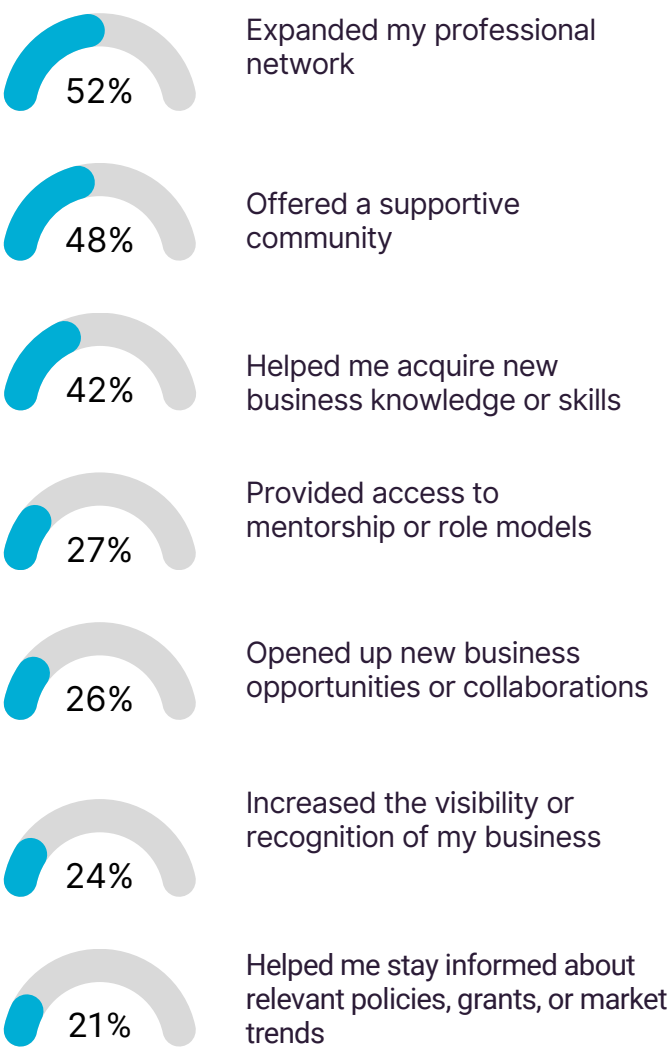 52%
Expanded my professional
network
48%
Offered a supportive
community
42%
Helped me acquire new
business knowledge or skills
27%
Provided access to
mentorship or role models
26%
Opened up new business
opportunities or collaborations
24%
Increased the visibility or
recognition of my business
21%
Helped me stay informed about
relevant policies, grants, or market
trends